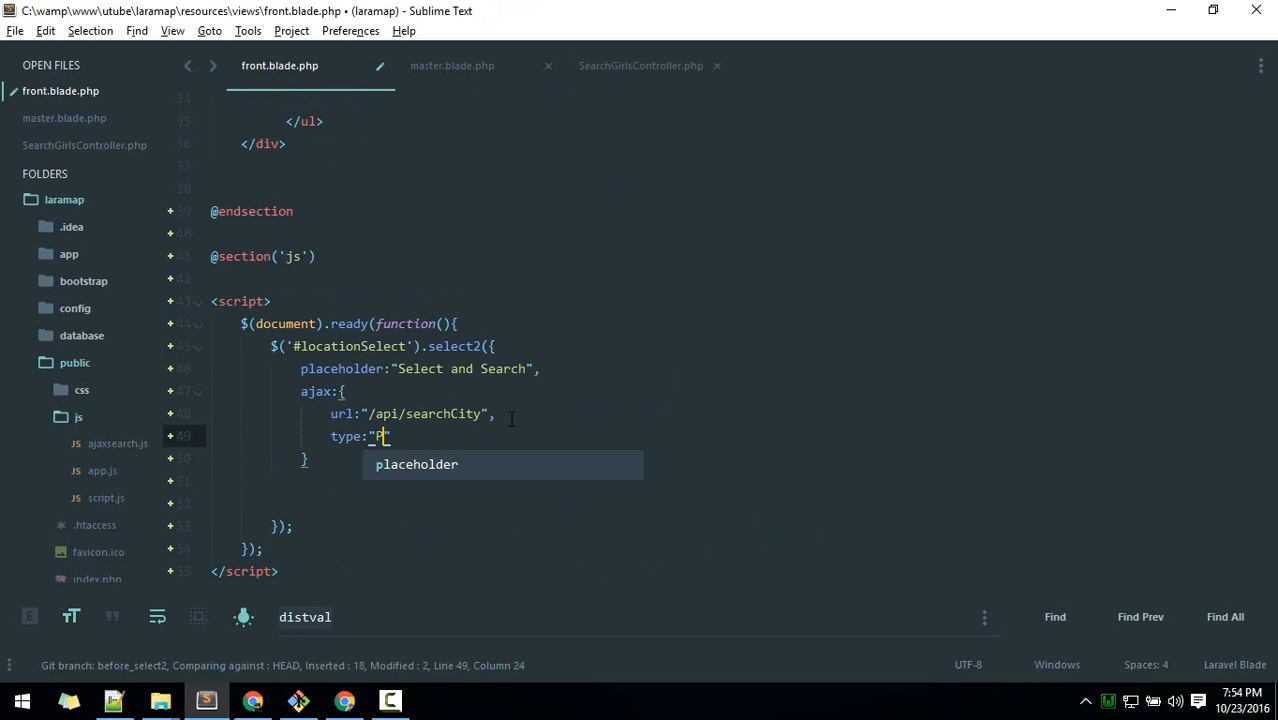 C:\wamp\www\utube\laramap\resources\views\front.blade.php • (laramap) - Sublime Text
File Edit Selection Find View Goto Tools Project Preferences Help
OPEN FILES
front.blade.php
master.blade.php
SearchGirlsController.php
FOLDERS
laramap
.idea
app
bootstrap
config
database
public
css
js
JS ajaxsearch.js
JS app.js
JS script.js
.htaccess
favicon.ico
index.php
front.blade.php master.blade.php × SearchGirlsController.php ×
34
35 </ul>
36 </div>
37
38
39 @endsection
40
41 @section('js')
42
43 <script>
44 $(document).ready(function(){
45 $('#locationSelect').select2({
46 placeholder:"Select and Search",
47 ajax:{
48 url:"/api/searchCity",
49 type:"P"
50 }
placeholder
51
52
53 });
54 });
55 </script>
distval Find Find Prev Find All
Git branch: before_select2, Comparing against : HEAD, Inserted : 18, Modified : 2, Line 49, Column 24 UTF-8 Windows Spaces: 4 Laravel Blade
7:54 PM
10/23/2016